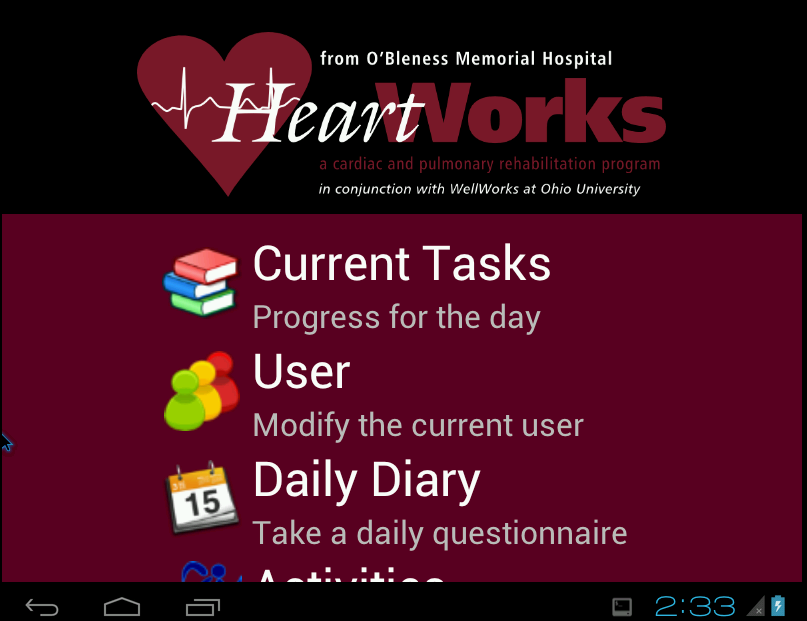 from O'Bleness Memorial Hospital
HeartWorks
a cardiac and pulmonary rehabilitation program
in conjunction with WellWorks at Ohio University
Current Tasks
Progress for the day
User
Modify the current user
15
Daily Diary
Take a daily questionnaire
Activities
2:33